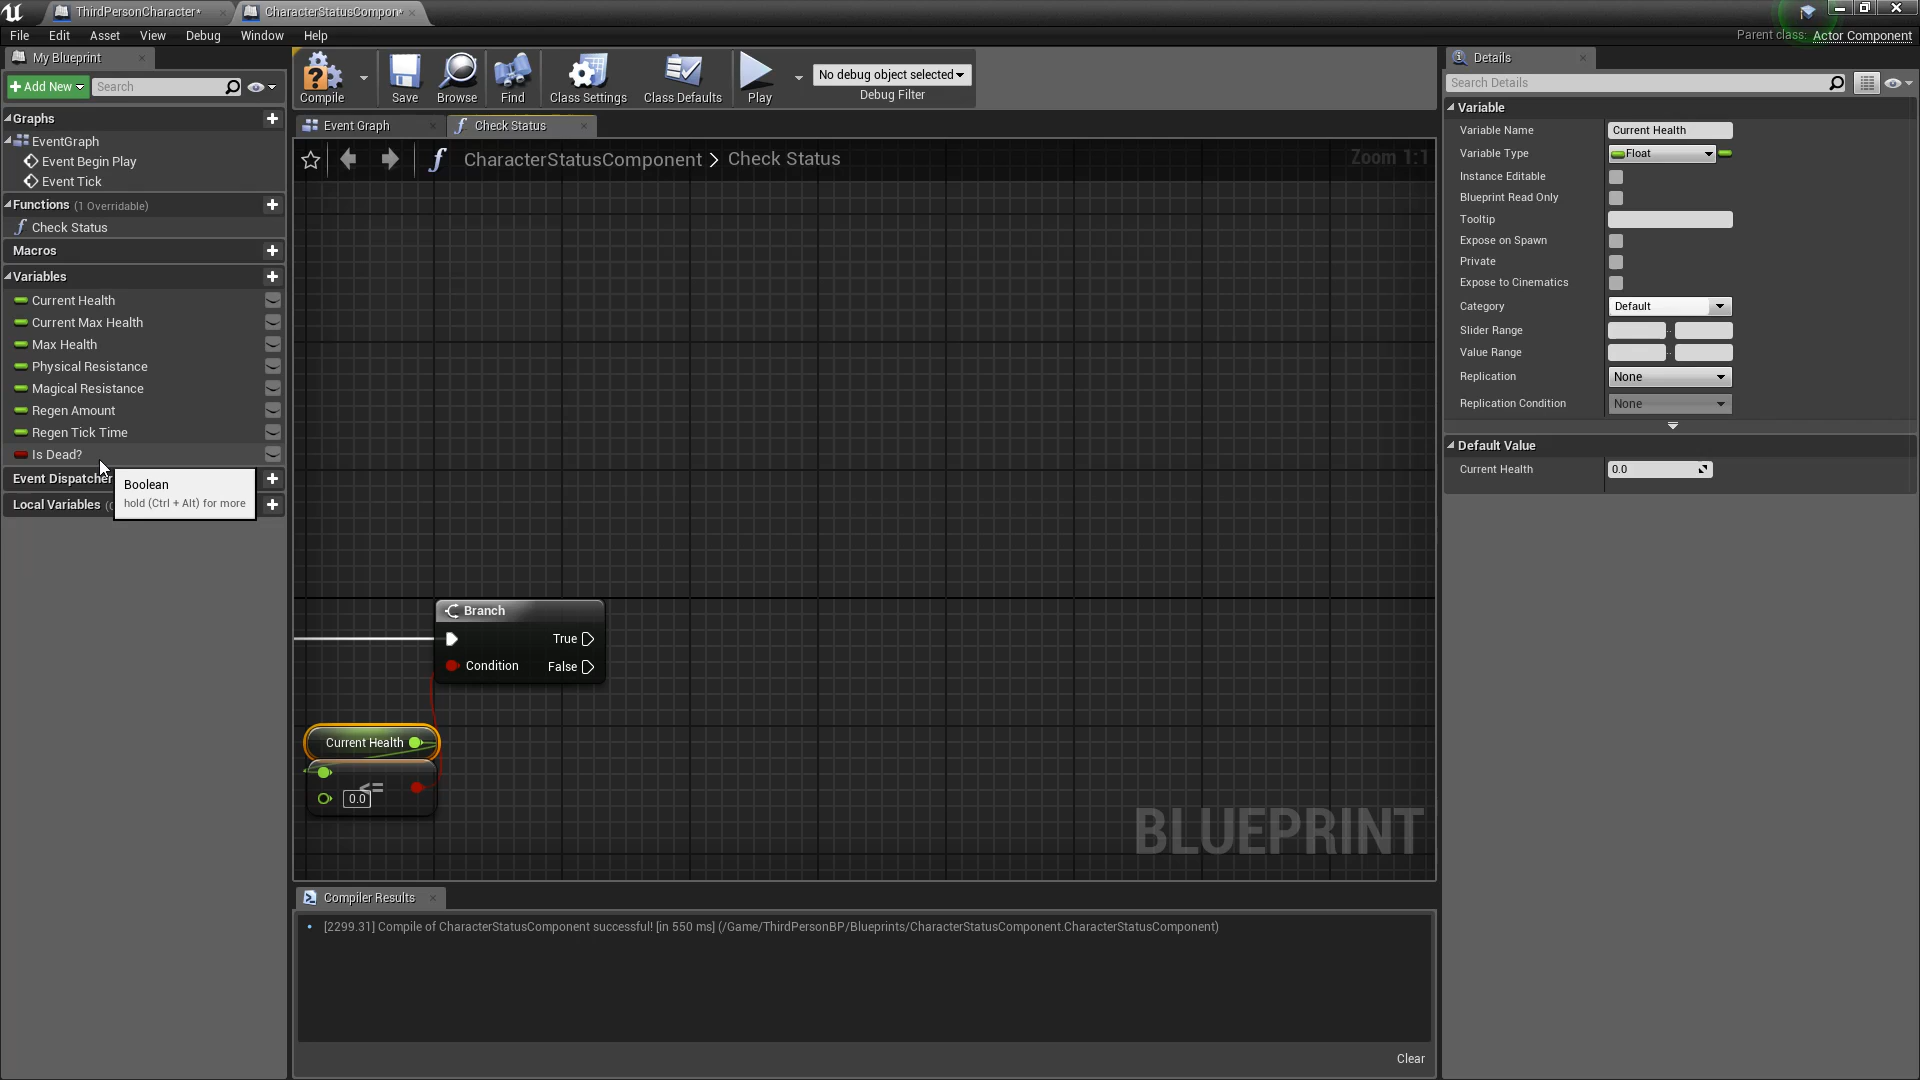 ThirdPersonCharacter*
CharacterStatusCompon*
File Edit Asset View Debug Window Help
Parent class: Actor Component
My Blueprint
Add New
Search
Graphs
EventGraph
Event Begin Play
Event Tick
Functions (1 Overridable)
Check Status
Macros
Variables
Current Health
Current Max Health
Max Health
Physical Resistance
Magical Resistance
Regen Amount
Regen Tick Time
Is Dead?
Event Dispatcher
Local Variables
Boolean
hold (Ctrl + Alt) for more
Compile
Save
Browse
Find
Class Settings
Class Defaults
Play
No debug object selected
Debug Filter
Event Graph
Check Status
CharacterStatusComponent > Check Status
Zoom 1:1
Branch
True
Condition False
Current Health
<=
0.0
BLUEPRINT
Compiler Results
[2299.31] Compile of CharacterStatusComponent successful! [in 550 ms] (/Game/ThirdPersonBP/Blueprints/CharacterStatusComponent.CharacterStatusComponent)
Clear
Details
Search Details
Variable
Variable Name Current Health
Variable Type Float
Instance Editable
Blueprint Read Only
Tooltip
Expose on Spawn
Private
Expose to Cinematics
Category Default
Slider Range
Value Range
Replication None
Replication Condition None
Default Value
Current Health 0.0